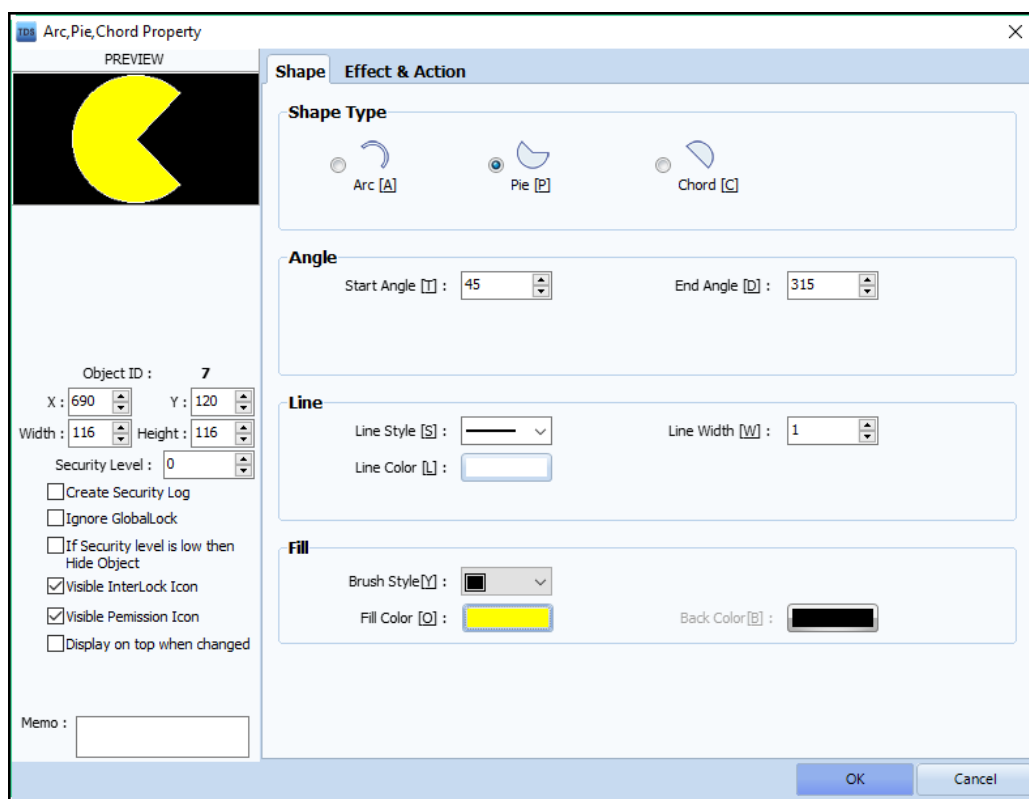 TDS Arc,Pie,Chord Property
PREVIEW
Shape Effect & Action
Shape Type
Arc [A] Pie [P] Chord [C]
Angle
Start Angle [T] : 45 End Angle [D] : 315
Object ID : 7
X : 690 Y : 120
Width : 116 Height : 116
Security Level : 0
Create Security Log
Ignore GlobalLock
If Security level is low then
Hide Object
Visible InterLock Icon
Visible Pemission Icon
Display on top when changed
Memo :
Line
Line Style [S] : Line Width [W] : 1
Line Color [L] :
Fill
Brush Style[Y] :
Fill Color [O] : Back Color[B] :
OK Cancel